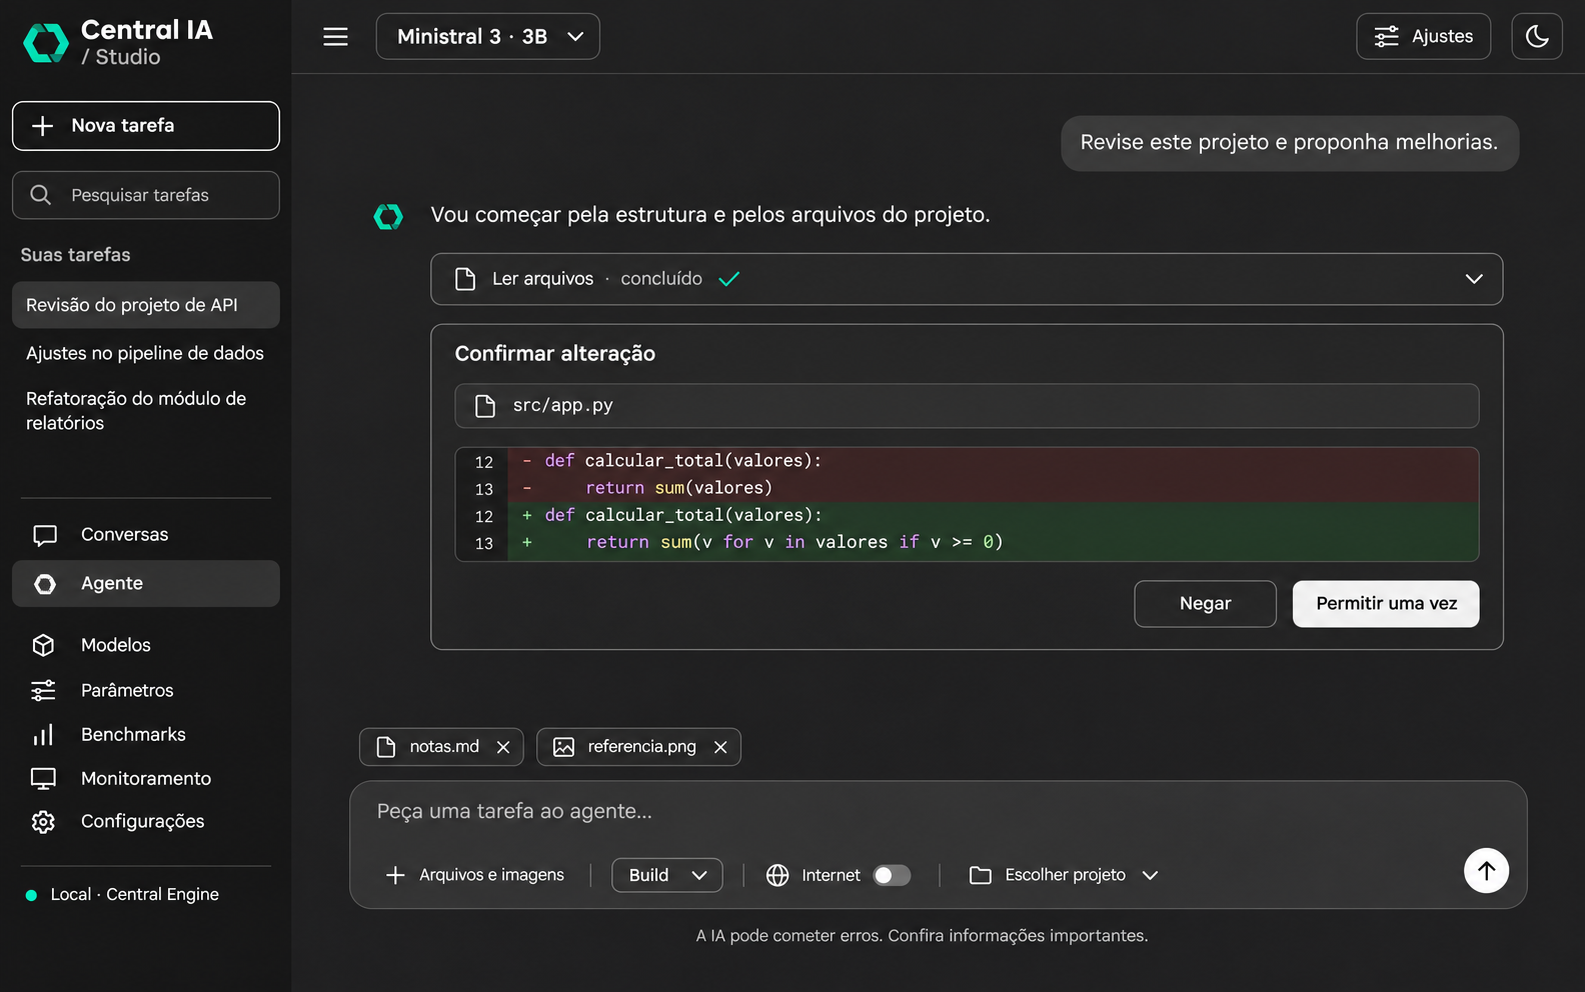 Central IA
/ Studio
Nova tarefa
Pesquisar tarefas
Suas tarefas
Revisão do projeto de API
Ajustes no pipeline de dados
Refatoração do módulo de
relatórios
Conversas
Agente
Modelos
Parâmetros
Benchmarks
Monitoramento
Configurações
Local · Central Engine
Ministral 3 · 3B
Ajustes
Revise este projeto e proponha melhorias.
Vou começar pela estrutura e pelos arquivos do projeto.
Ler arquivos · concluído
Confirmar alteração
src/app.py
12 - def calcular_total(valores):
13 - return sum(valores)
12 + def calcular_total(valores):
13 + return sum(v for v in valores if v >= 0)
Negar
Permitir uma vez
notas.md
referencia.png
Peça uma tarefa ao agente...
Arquivos e imagens
Build
Internet
Escolher projeto
A IA pode cometer erros. Confira informações importantes.